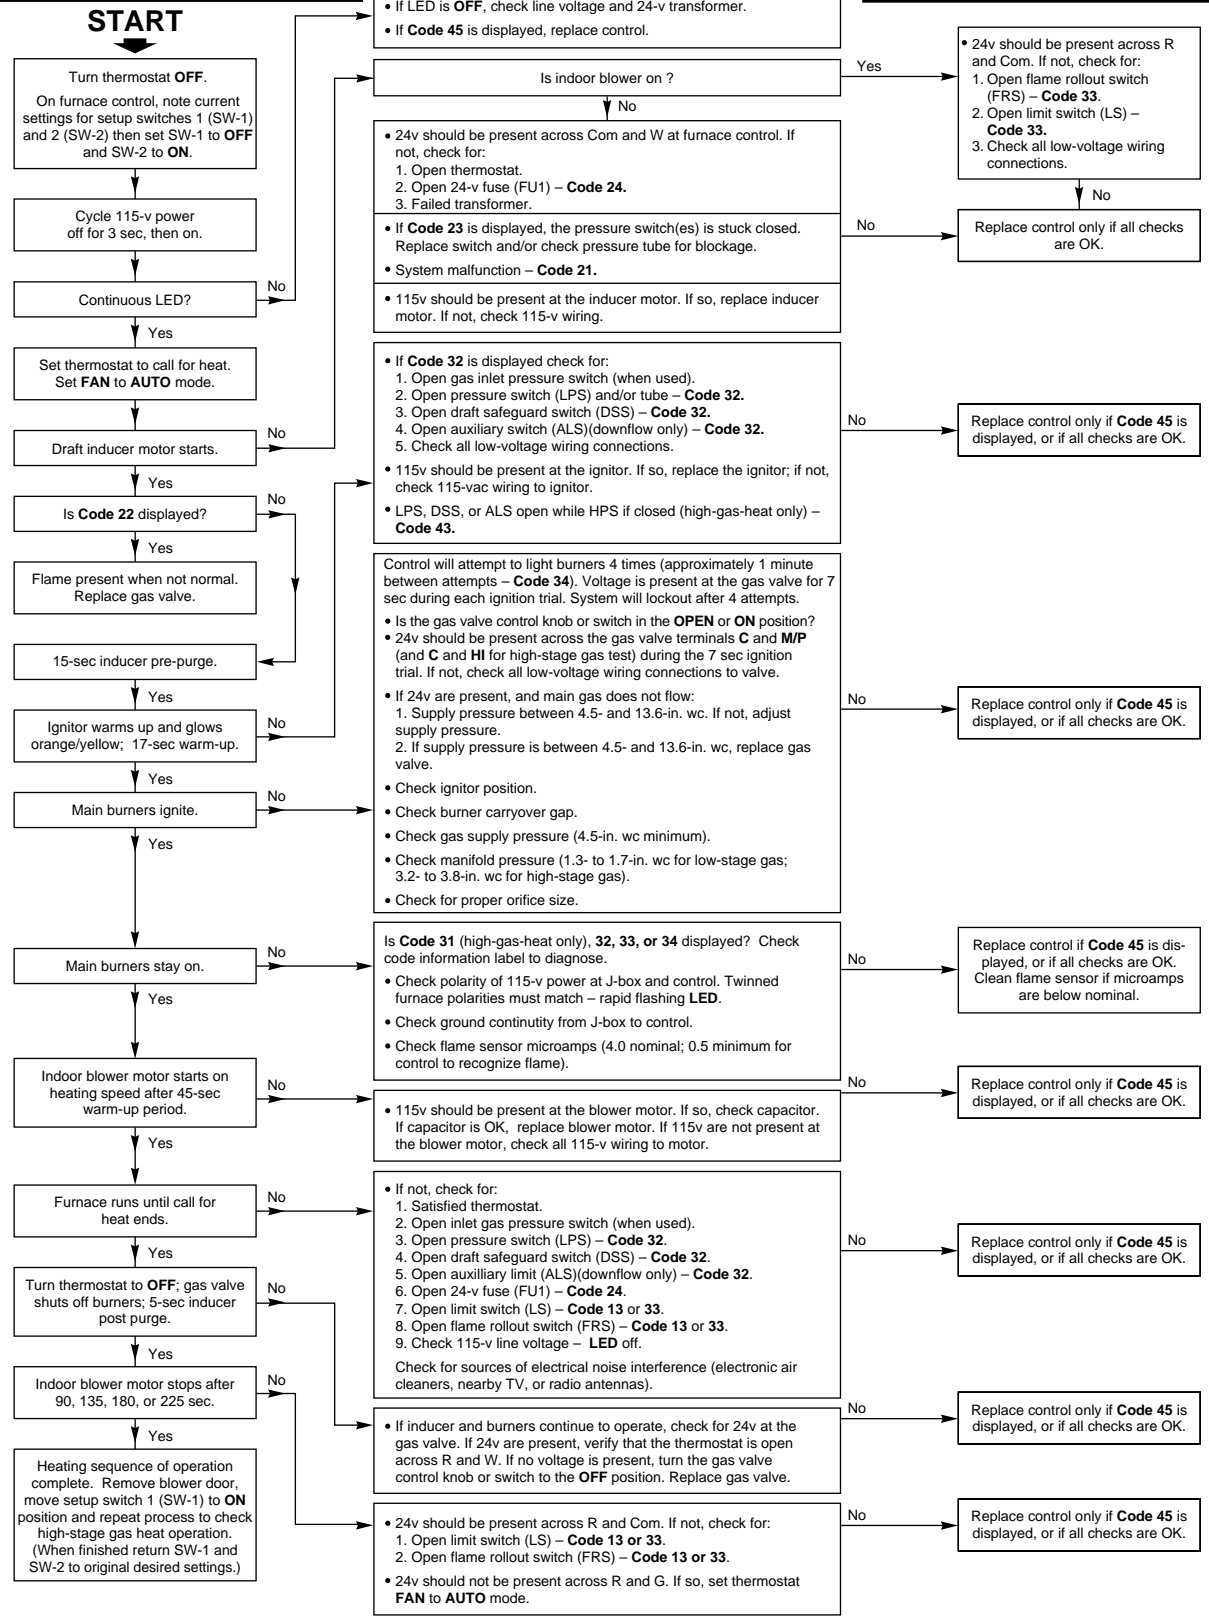 START
Turn thermostat OFF.
On furnace control, note current
settings for setup switches 1 (SW-1)
and 2 (SW-2) then set SW-1 to OFF
and SW-2 to ON.
Cycle 115-v power
off for 3 sec, then on.
Continuous LED?
No
Yes
Set thermostat to call for heat.
Set FAN to AUTO mode.
Draft inducer motor starts.
No
Yes
Is Code 22 displayed?
No
Yes
Flame present when not normal.
Replace gas valve.
15-sec inducer pre-purge.
Yes
Ignitor warms up and glows
orange/yellow; 17-sec warm-up.
No
Yes
Main burners ignite.
No
Yes
Main burners stay on.
No
Yes
Indoor blower motor starts on
heating speed after 45-sec
warm-up period.
No
Yes
Furnace runs until call for
heat ends.
No
Yes
Turn thermostat to OFF; gas valve
shuts off burners; 5-sec inducer
post purge.
No
Yes
Indoor blower motor stops after
90, 135, 180, or 225 sec.
No
Yes
Heating sequence of operation
complete. Remove blower door,
move setup switch 1 (SW-1) to ON
position and repeat process to check
high-stage gas heat operation.
(When finished return SW-1 and
SW-2 to original desired settings.)
• If LED is OFF, check line voltage and 24-v transformer.
• If Code 45 is displayed, replace control.
Is indoor blower on ?
Yes
No
• 24v should be present across Com and W at furnace control. If
not, check for:
1. Open thermostat.
2. Open 24-v fuse (FU1) – Code 24.
3. Failed transformer.
• If Code 23 is displayed, the pressure switch(es) is stuck closed.
Replace switch and/or check pressure tube for blockage.
• System malfunction – Code 21.
• 115v should be present at the inducer motor. If so, replace inducer
motor. If not, check 115-v wiring.
No
• If Code 32 is displayed check for:
1. Open gas inlet pressure switch (when used).
2. Open pressure switch (LPS) and/or tube – Code 32.
3. Open draft safeguard switch (DSS) – Code 32.
4. Open auxiliary switch (ALS)(downflow only) – Code 32.
5. Check all low-voltage wiring connections.
• 115v should be present at the ignitor. If so, replace the ignitor; if not,
check 115-vac wiring to ignitor.
• LPS, DSS, or ALS open while HPS if closed (high-gas-heat only) –
Code 43.
No
Control will attempt to light burners 4 times (approximately 1 minute
between attempts – Code 34). Voltage is present at the gas valve for 7
sec during each ignition trial. System will lockout after 4 attempts.
• Is the gas valve control knob or switch in the OPEN or ON position?
• 24v should be present across the gas valve terminals C and M/P
(and C and HI for high-stage gas test) during the 7 sec ignition
trial. If not, check all low-voltage wiring connections to valve.
• If 24v are present, and main gas does not flow:
1. Supply pressure between 4.5- and 13.6-in. wc. If not, adjust
supply pressure.
2. If supply pressure is between 4.5- and 13.6-in. wc, replace gas
valve.
• Check ignitor position.
• Check burner carryover gap.
• Check gas supply pressure (4.5-in. wc minimum).
• Check manifold pressure (1.3- to 1.7-in. wc for low-stage gas;
3.2- to 3.8-in. wc for high-stage gas).
• Check for proper orifice size.
No
Is Code 31 (high-gas-heat only), 32, 33, or 34 displayed? Check
code information label to diagnose.
• Check polarity of 115-v power at J-box and control. Twinned
furnace polarities must match – rapid flashing LED.
• Check ground continutity from J-box to control.
• Check flame sensor microamps (4.0 nominal; 0.5 minimum for
control to recognize flame).
No
• 115v should be present at the blower motor. If so, check capacitor.
If capacitor is OK, replace blower motor. If 115v are not present at
the blower motor, check all 115-v wiring to motor.
No
• If not, check for:
1. Satisfied thermostat.
2. Open inlet gas pressure switch (when used).
3. Open pressure switch (LPS) – Code 32.
4. Open draft safeguard switch (DSS) – Code 32.
5. Open auxilliary limit (ALS)(downflow only) – Code 32.
6. Open 24-v fuse (FU1) – Code 24.
7. Open limit switch (LS) – Code 13 or 33.
8. Open flame rollout switch (FRS) – Code 13 or 33.
9. Check 115-v line voltage – LED off.
Check for sources of electrical noise interference (electronic air
cleaners, nearby TV, or radio antennas).
No
• If inducer and burners continue to operate, check for 24v at the
gas valve. If 24v are present, verify that the thermostat is open
across R and W. If no voltage is present, turn the gas valve
control knob or switch to the OFF position. Replace gas valve.
No
• 24v should be present across R and Com. If not, check for:
1. Open limit switch (LS) – Code 13 or 33.
2. Open flame rollout switch (FRS) – Code 13 or 33.
• 24v should not be present across R and G. If so, set thermostat
FAN to AUTO mode.
No
• 24v should be present across R
and Com. If not, check for:
1. Open flame rollout switch
(FRS) – Code 33.
2. Open limit switch (LS) –
Code 33.
3. Check all low-voltage wiring
connections.
No
Replace control only if all checks
are OK.
Replace control only if Code 45 is
displayed, or if all checks are OK.
Replace control only if Code 45 is
displayed, or if all checks are OK.
Replace control if Code 45 is dis-
played, or if all checks are OK.
Clean flame sensor if microamps
are below nominal.
Replace control only if Code 45 is
displayed, or if all checks are OK.
Replace control only if Code 45 is
displayed, or if all checks are OK.
Replace control only if Code 45 is
displayed, or if all checks are OK.
Replace control only if Code 45 is
displayed, or if all checks are OK.